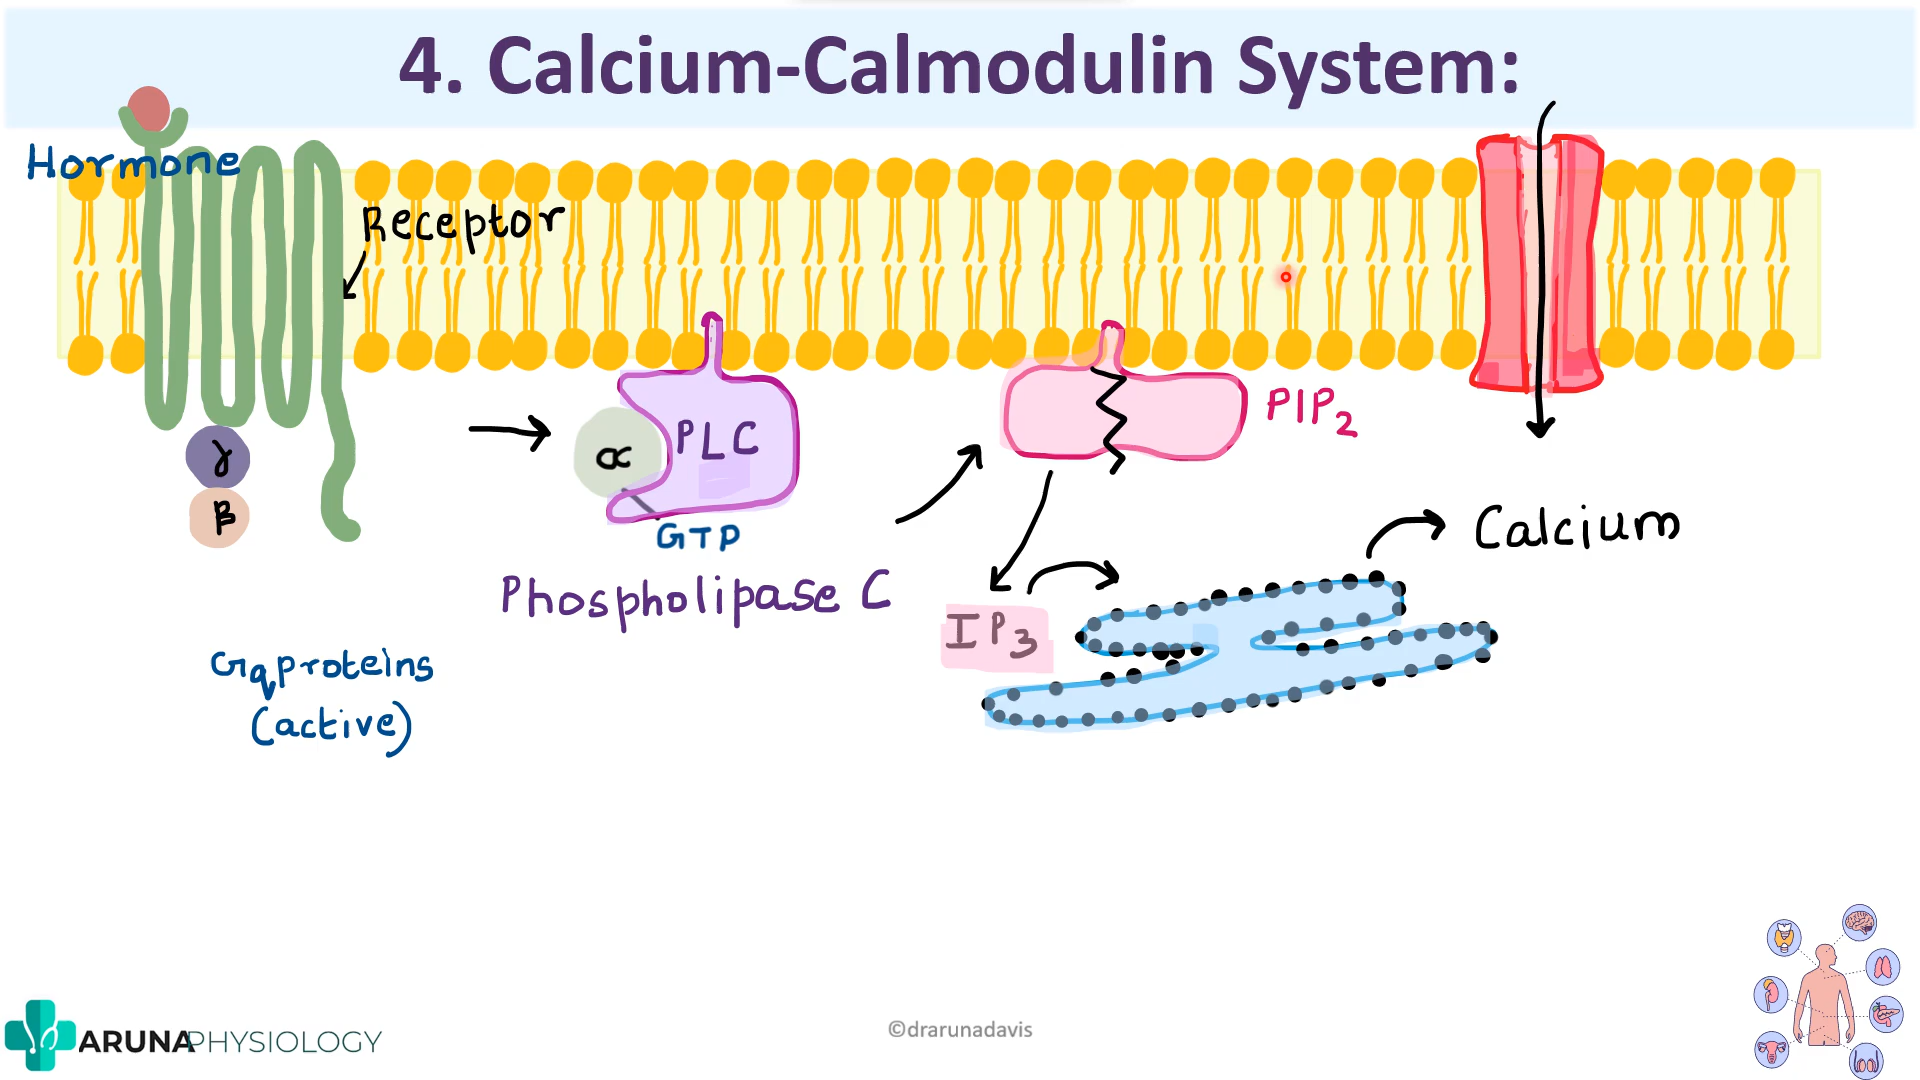 4. Calcium-Calmodulin System:
Hormone
Receptor
PLC
α
GTP
Phospholipase C
γ
β
Gq proteins
(active)
PIP2
IP3
Calcium
ARUNAPHYSIOLOGY
©drarunadavis